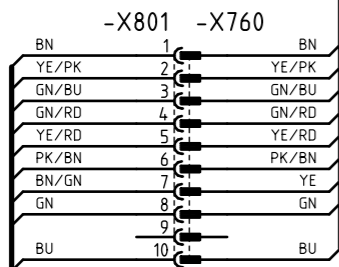 -X801 -X760
BN 1 BN
YE/PK 2 YE/PK
GN/BU 3 GN/BU
GN/RD 4 GN/RD
YE/RD 5 YE/RD
PK/BN 6 PK/BN
BN/GN 7 YE
GN 8 GN
9
BU 10 BU